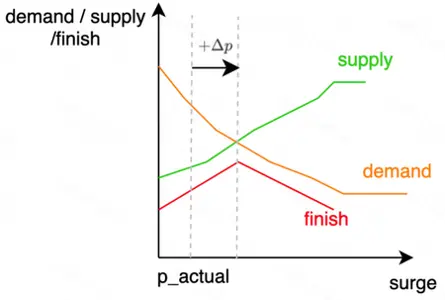 demand / supply
/finish
+Δp
supply
demand
finish
p_actual
surge